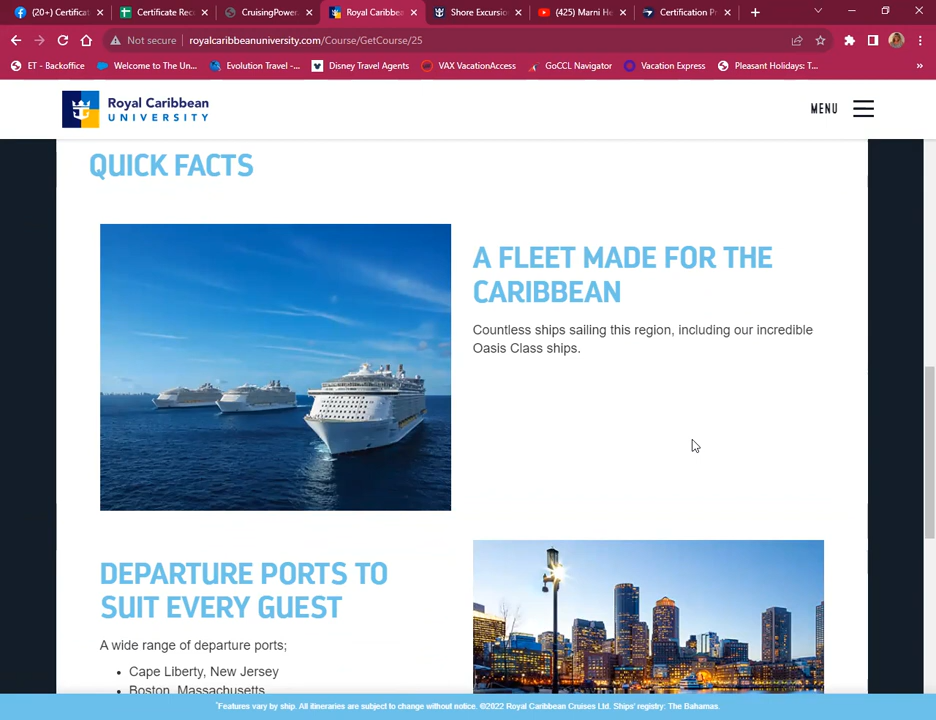 (20+) Certificat
Certificate Rec
CruisingPower
Royal Caribbea
Shore Excursio
(425) Marni He
Certification Pr
Not secure
royalcaribbeanuniversity.com/Course/GetCourse/25
ET - Backoffice
Welcome to The Un...
Evolution Travel -...
Disney Travel Agents
VAX VacationAccess
GoCCL Navigator
Vacation Express
Pleasant Holidays: T...
»
Royal Caribbean
UNIVERSITY
MENU
QUICK FACTS
A FLEET MADE FOR THE
CARIBBEAN
Countless ships sailing this region, including our incredible
Oasis Class ships.
DEPARTURE PORTS TO
SUIT EVERY GUEST
A wide range of departure ports;
• Cape Liberty, New Jersey
• Boston, Massachusetts
*Features vary by ship. All itineraries are subject to change without notice. ©2022 Royal Caribbean Cruises Ltd. Ships' registry: The Bahamas.